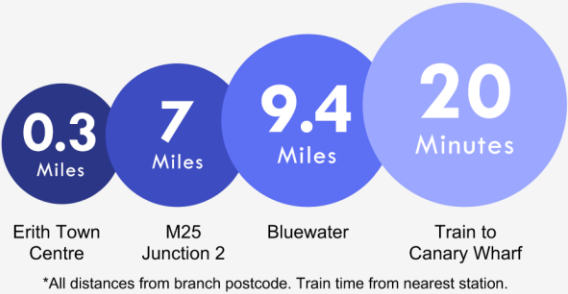 0.3
Miles
7
Miles
9.4
Miles
20
Minutes
Erith Town
Centre
M25
Junction 2
Bluewater
Train to
Canary Wharf
*All distances from branch postcode. Train time from nearest station.